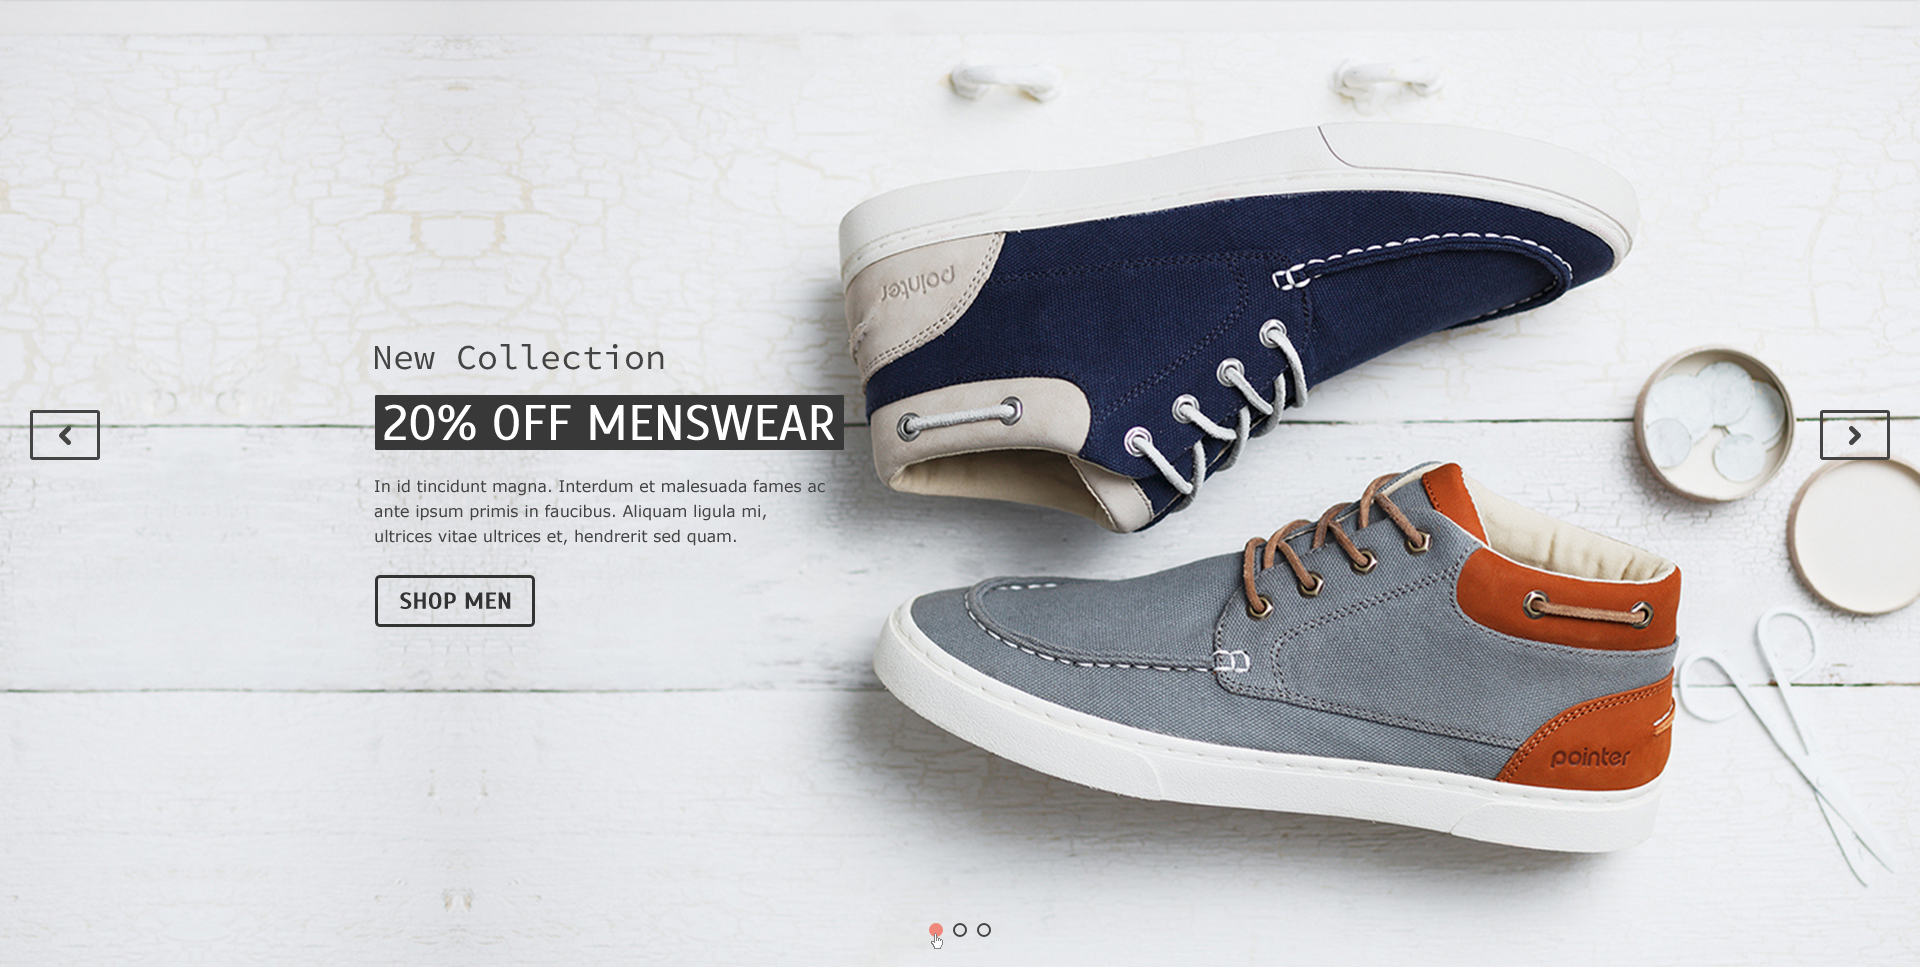 pointer
New Collection
20% OFF MENSWEAR
In id tincidunt magna. Interdum et malesuada fames ac
ante ipsum primis in faucibus. Aliquam ligula mi,
ultrices vitae ultrices et, hendrerit sed quam.
SHOP MEN
pointer